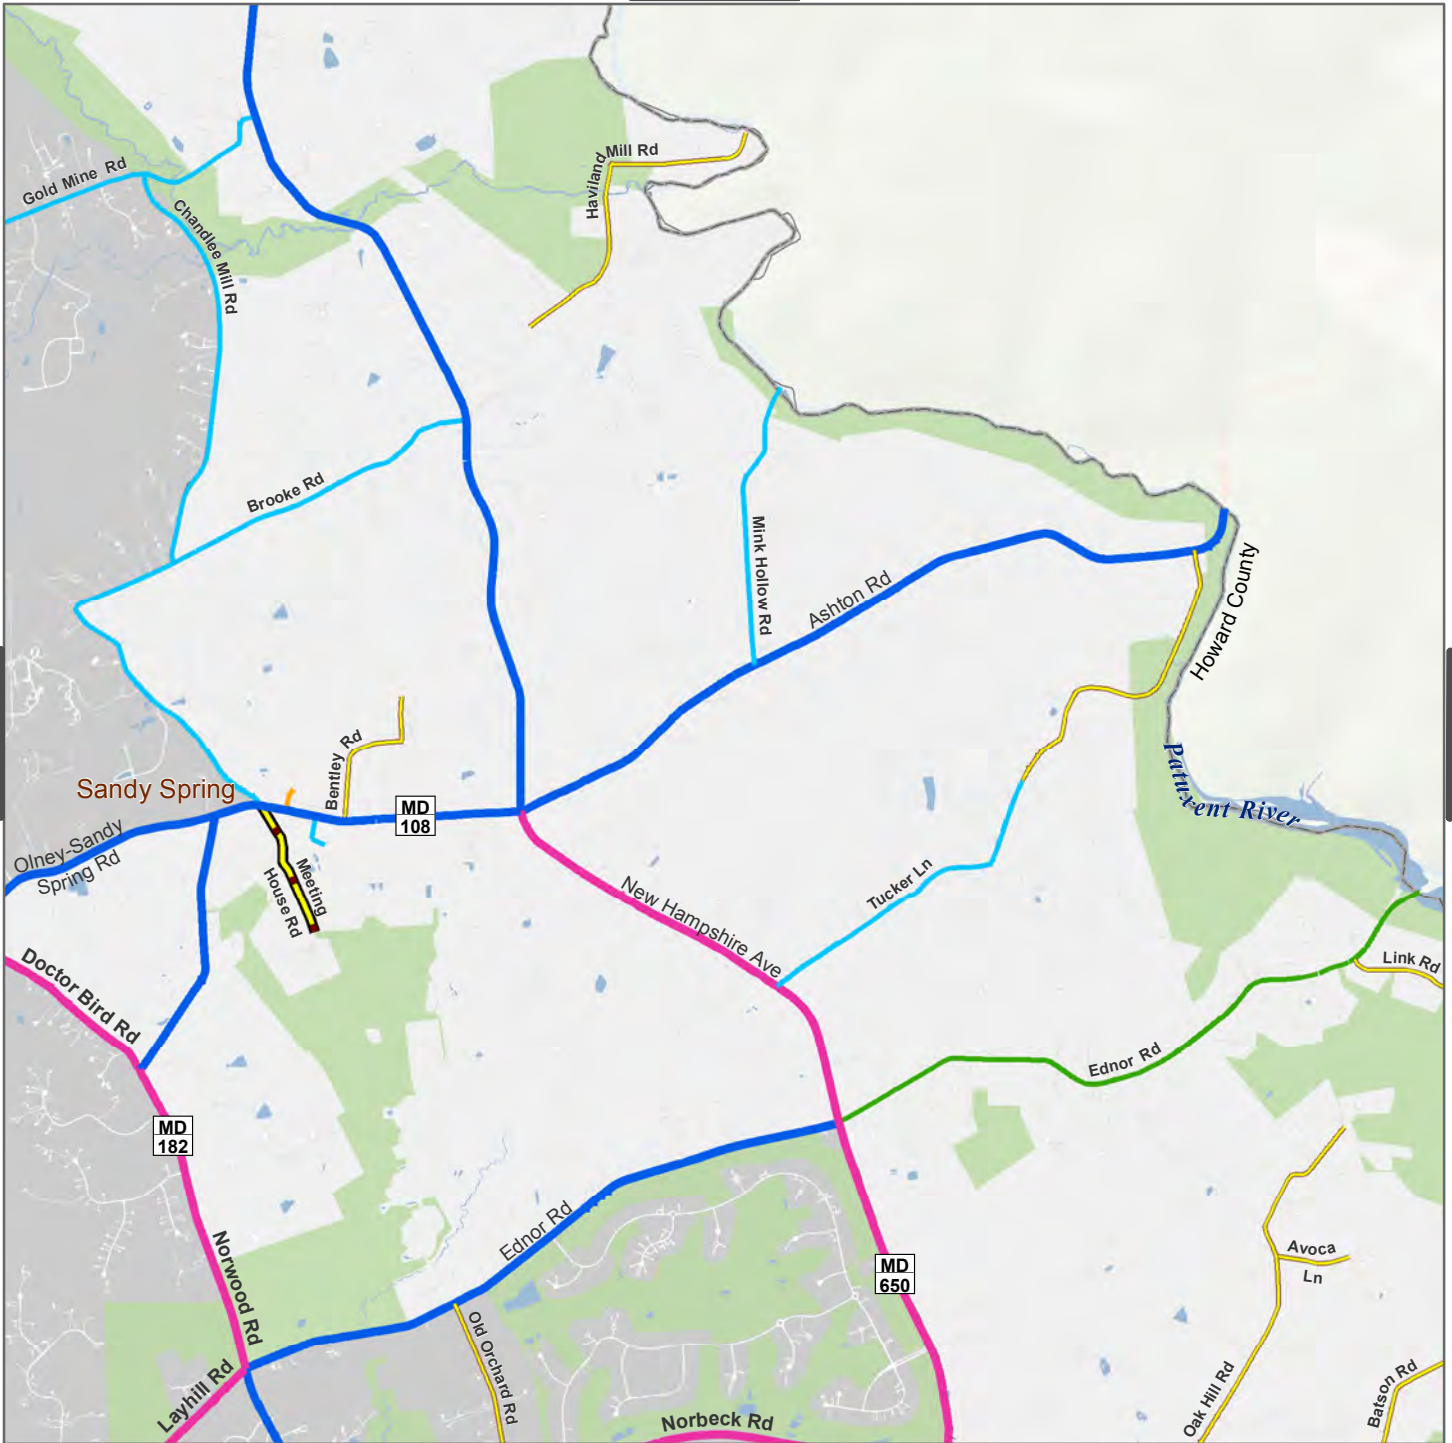 Mill Rd
Haviland
Gold Mine Rd
Chandlee Mill Rd
Brooke Rd
Mink Hollow Rd
Ashton Rd
Howard County
Bentley Rd
Patuxent River
Sandy Spring
MD
108
Olney-Sandy
Spring Rd
Meeting
House Rd
New Hampshire Ave
Tucker Ln
Doctor Bird Rd
Link Rd
Ednor Rd
MD
182
Ednor Rd
Norwood Rd
MD
650
Avoca
Ln
Old Orchard Rd
Layhill Rd
Norbeck Rd
Oak Hill Rd
Batson Rd